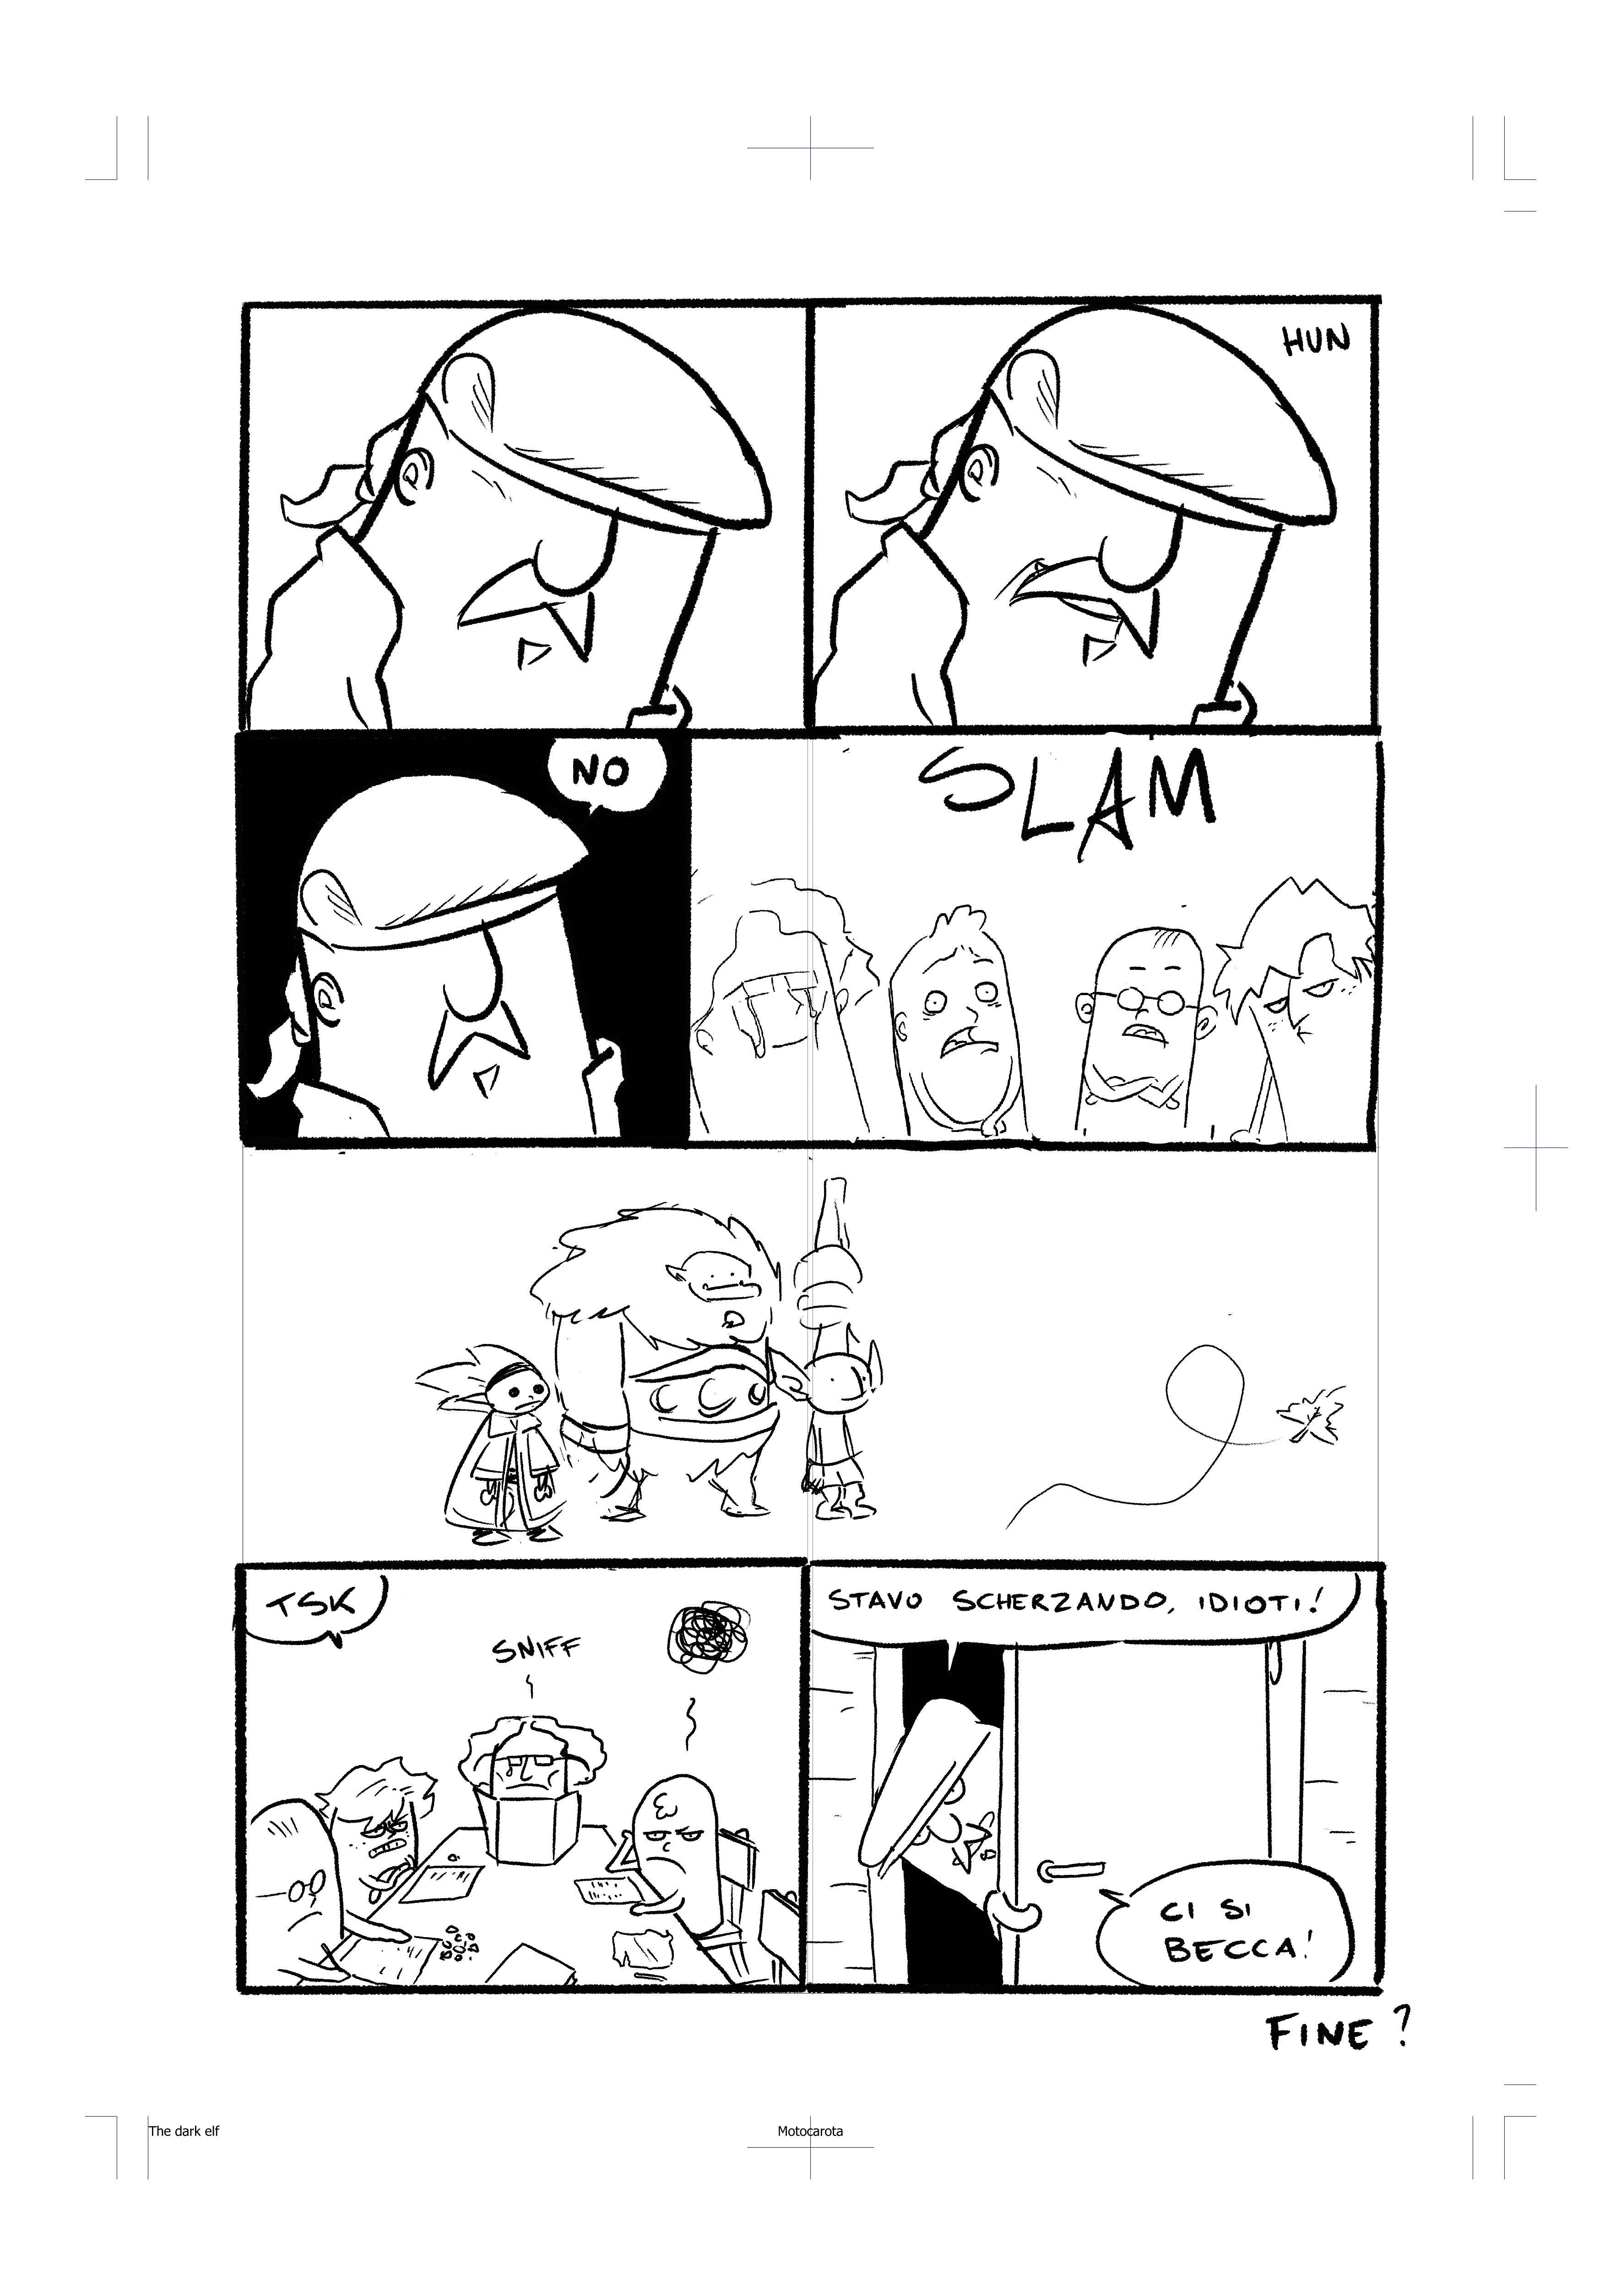 HUN
NO
SLAM
TSK
SNIFF
STAVO SCHERZANDO, IDIOTI!
CI SI
BECCA!
FINE?
The dark elf
Motocarota